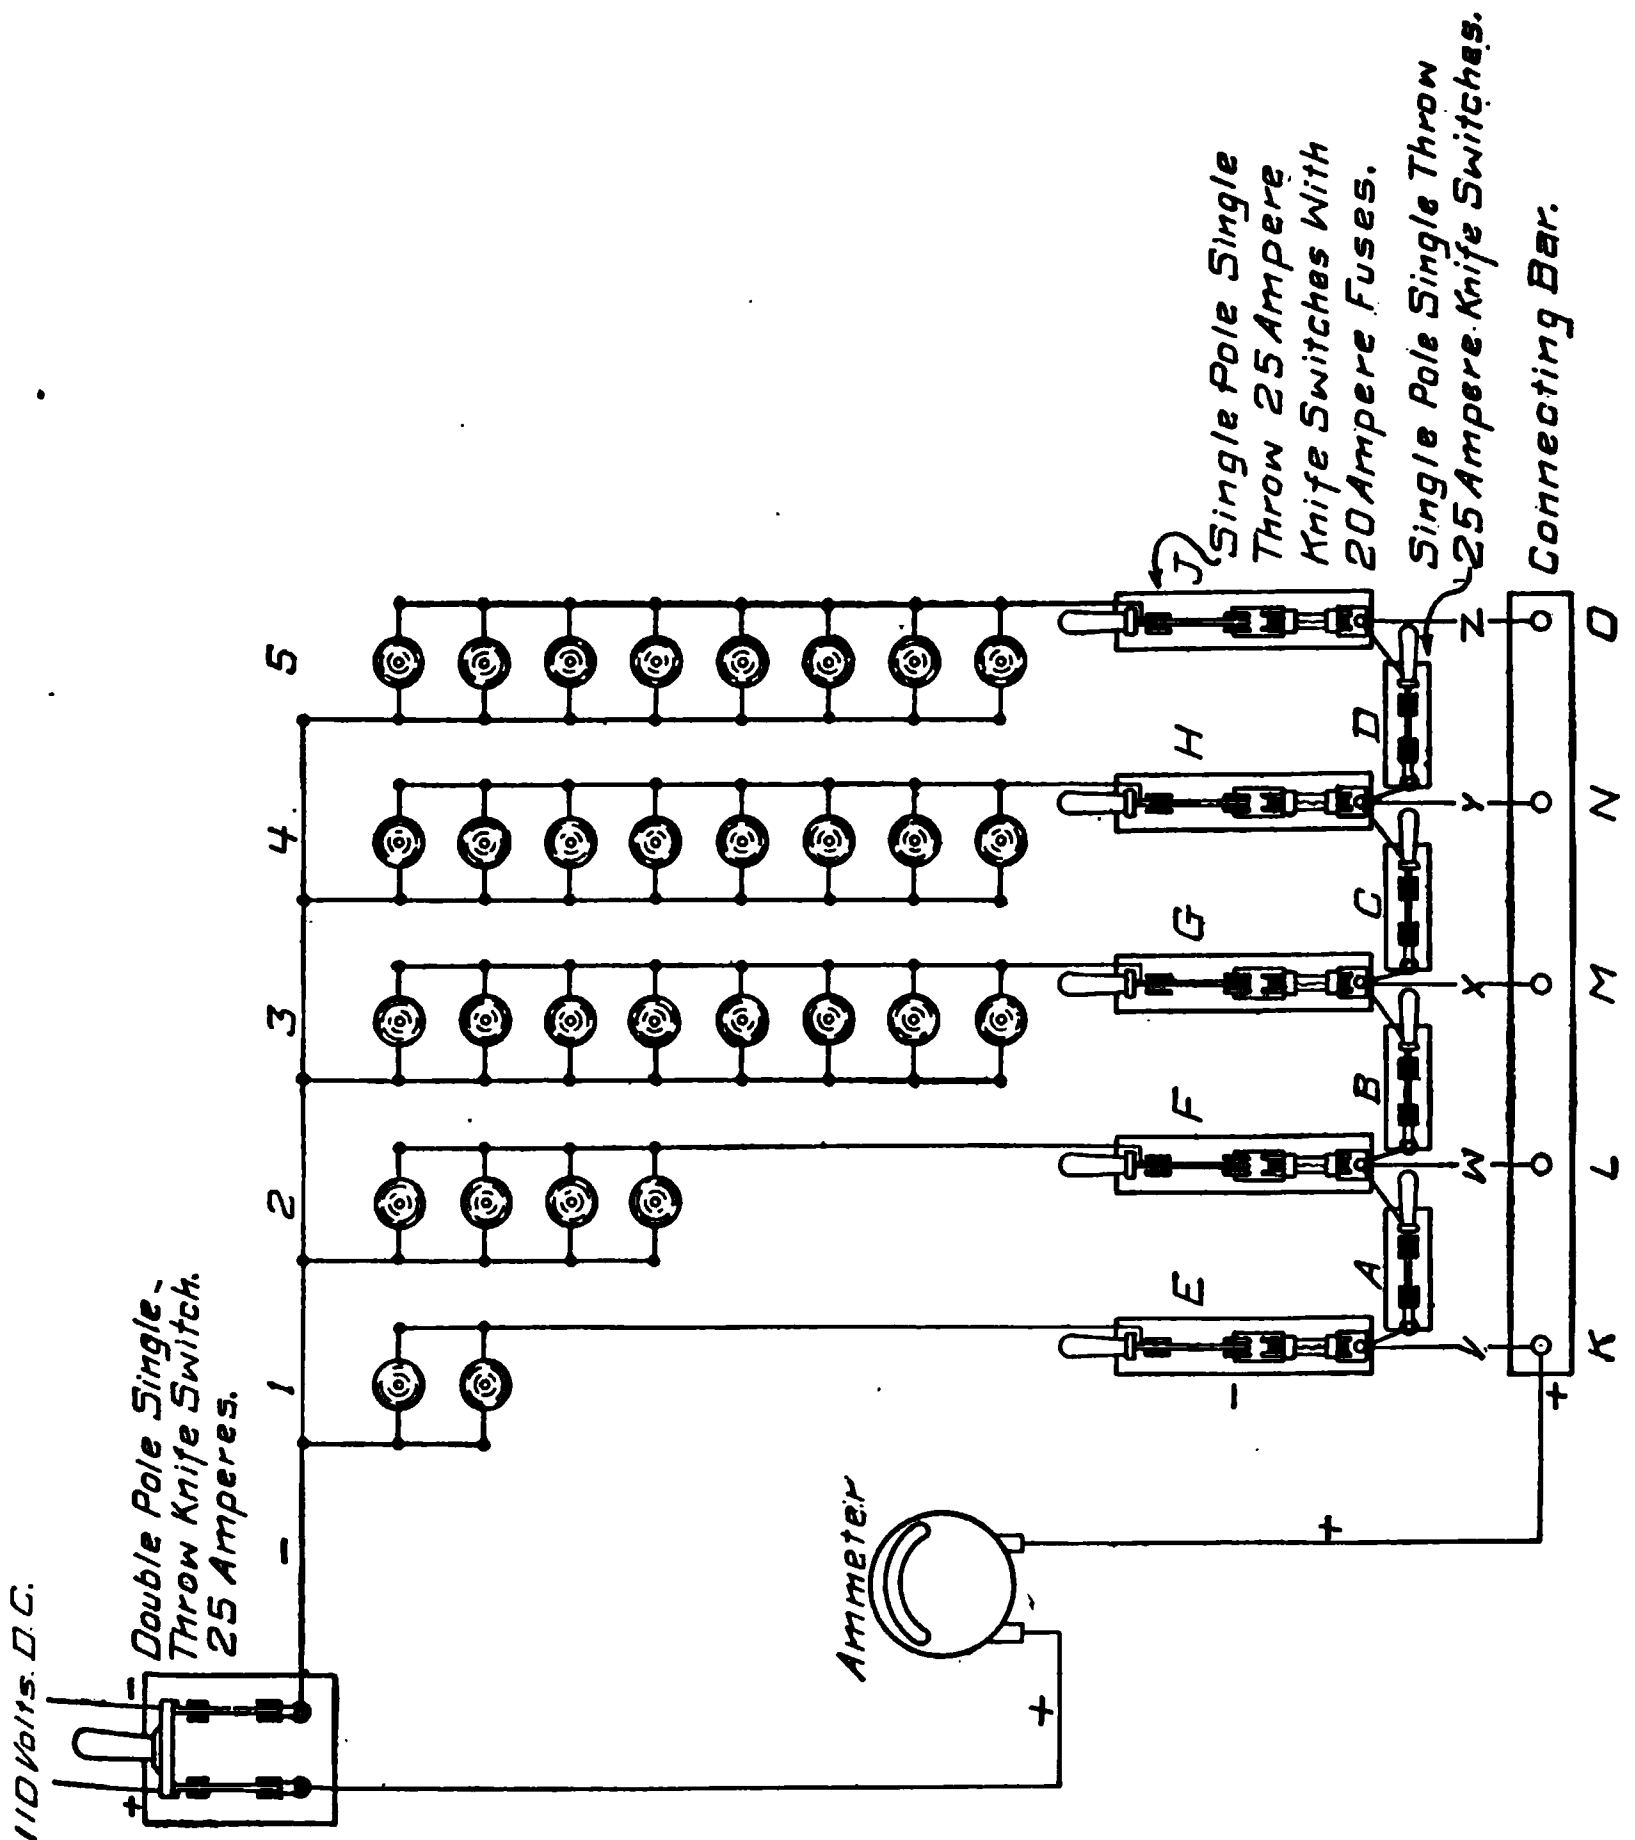 110 Volts. D.C.
+
-
Double Pole Single-
Throw Knife Switch.
25 Amperes.
-
1
2
3
4
5
Ammeter
+
+
-
E
F
G
H
J
Single Pole Single
Throw 25 Ampere
Knife Switches With
20 Ampere Fuses.
A
B
C
D
Single Pole Single Throw
25 Ampere Knife Switches.
V
W
X
Y
Z
Connecting Bar.
+
K
L
M
N
O